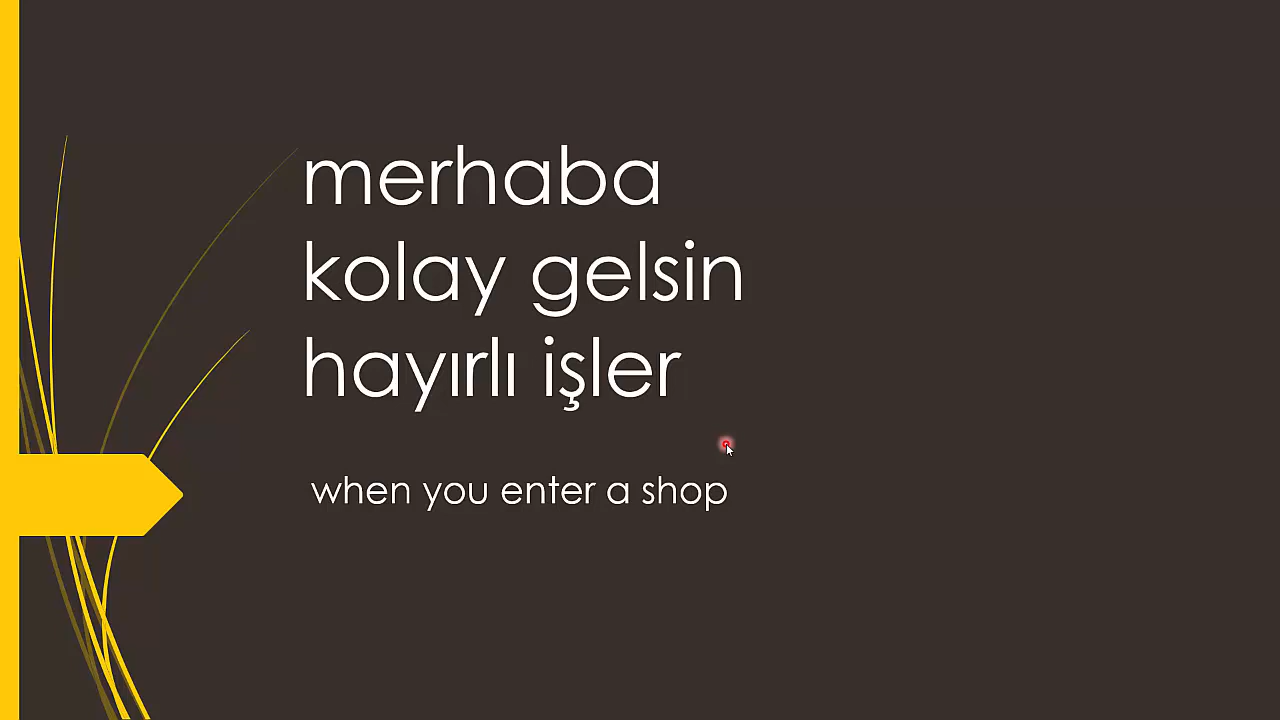 merhaba
kolay gelsin
hayırlı işler
when you enter a shop